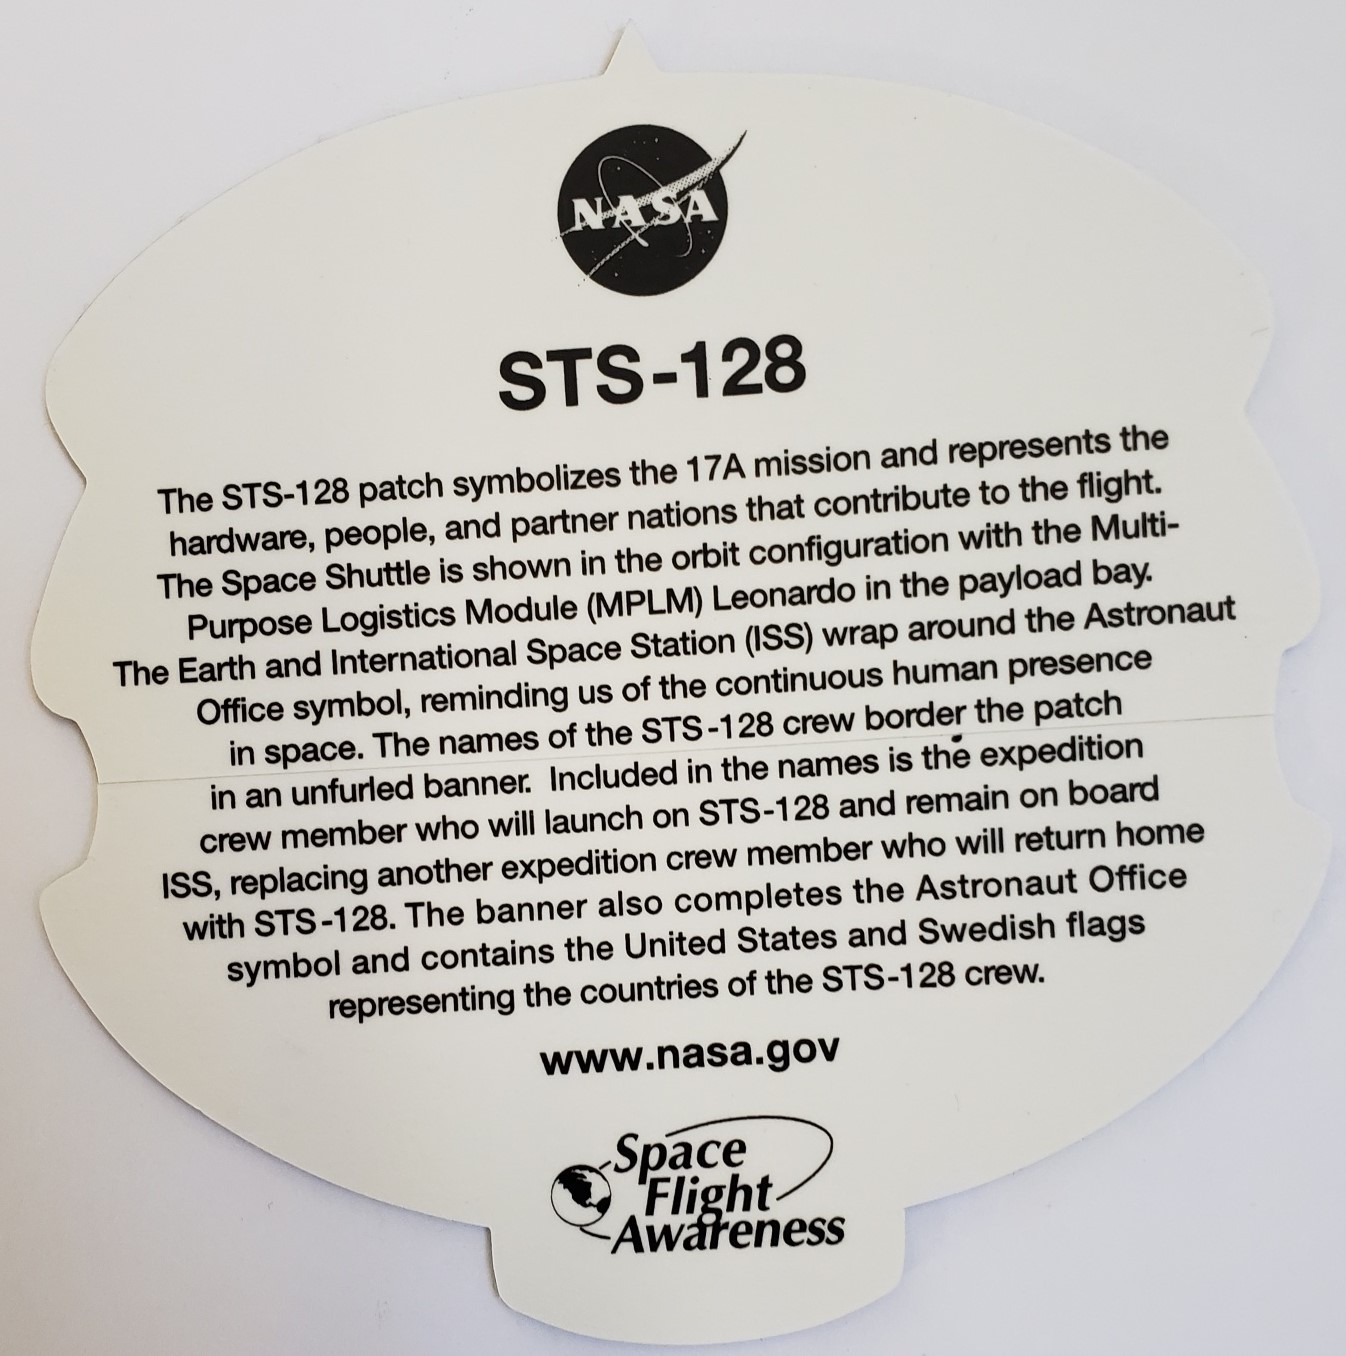 NASA
STS-128
The STS-128 patch symbolizes the 17A mission and represents the
hardware, people, and partner nations that contribute to the flight.
The Space Shuttle is shown in the orbit configuration with the Multi-
Purpose Logistics Module (MPLM) Leonardo in the payload bay.
The Earth and International Space Station (ISS) wrap around the Astronaut
Office symbol, reminding us of the continuous human presence
in space. The names of the STS-128 crew border the patch
in an unfurled banner. Included in the names is the expedition
crew member who will launch on STS-128 and remain on board
ISS, replacing another expedition crew member who will return home
with STS-128. The banner also completes the Astronaut Office
symbol and contains the United States and Swedish flags
representing the countries of the STS-128 crew.
www.nasa.gov
Space
Flight
Awareness